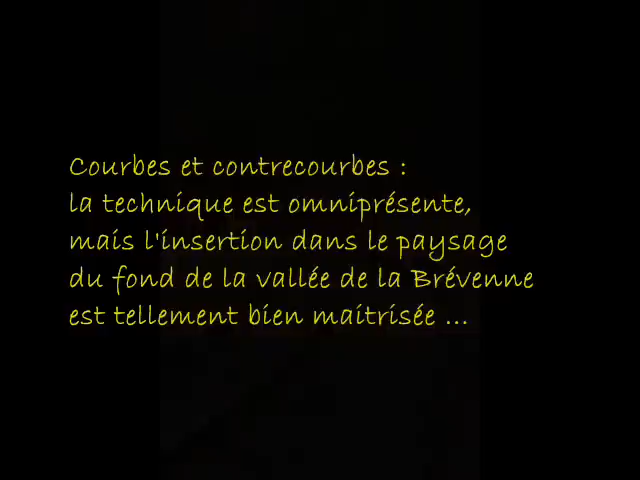 Courbes et contrecourbes :
la technique est omniprésente,
mais l'insertion dans le paysage
du fond de la vallée de la Brévenne
est tellement bien maitrisée ...